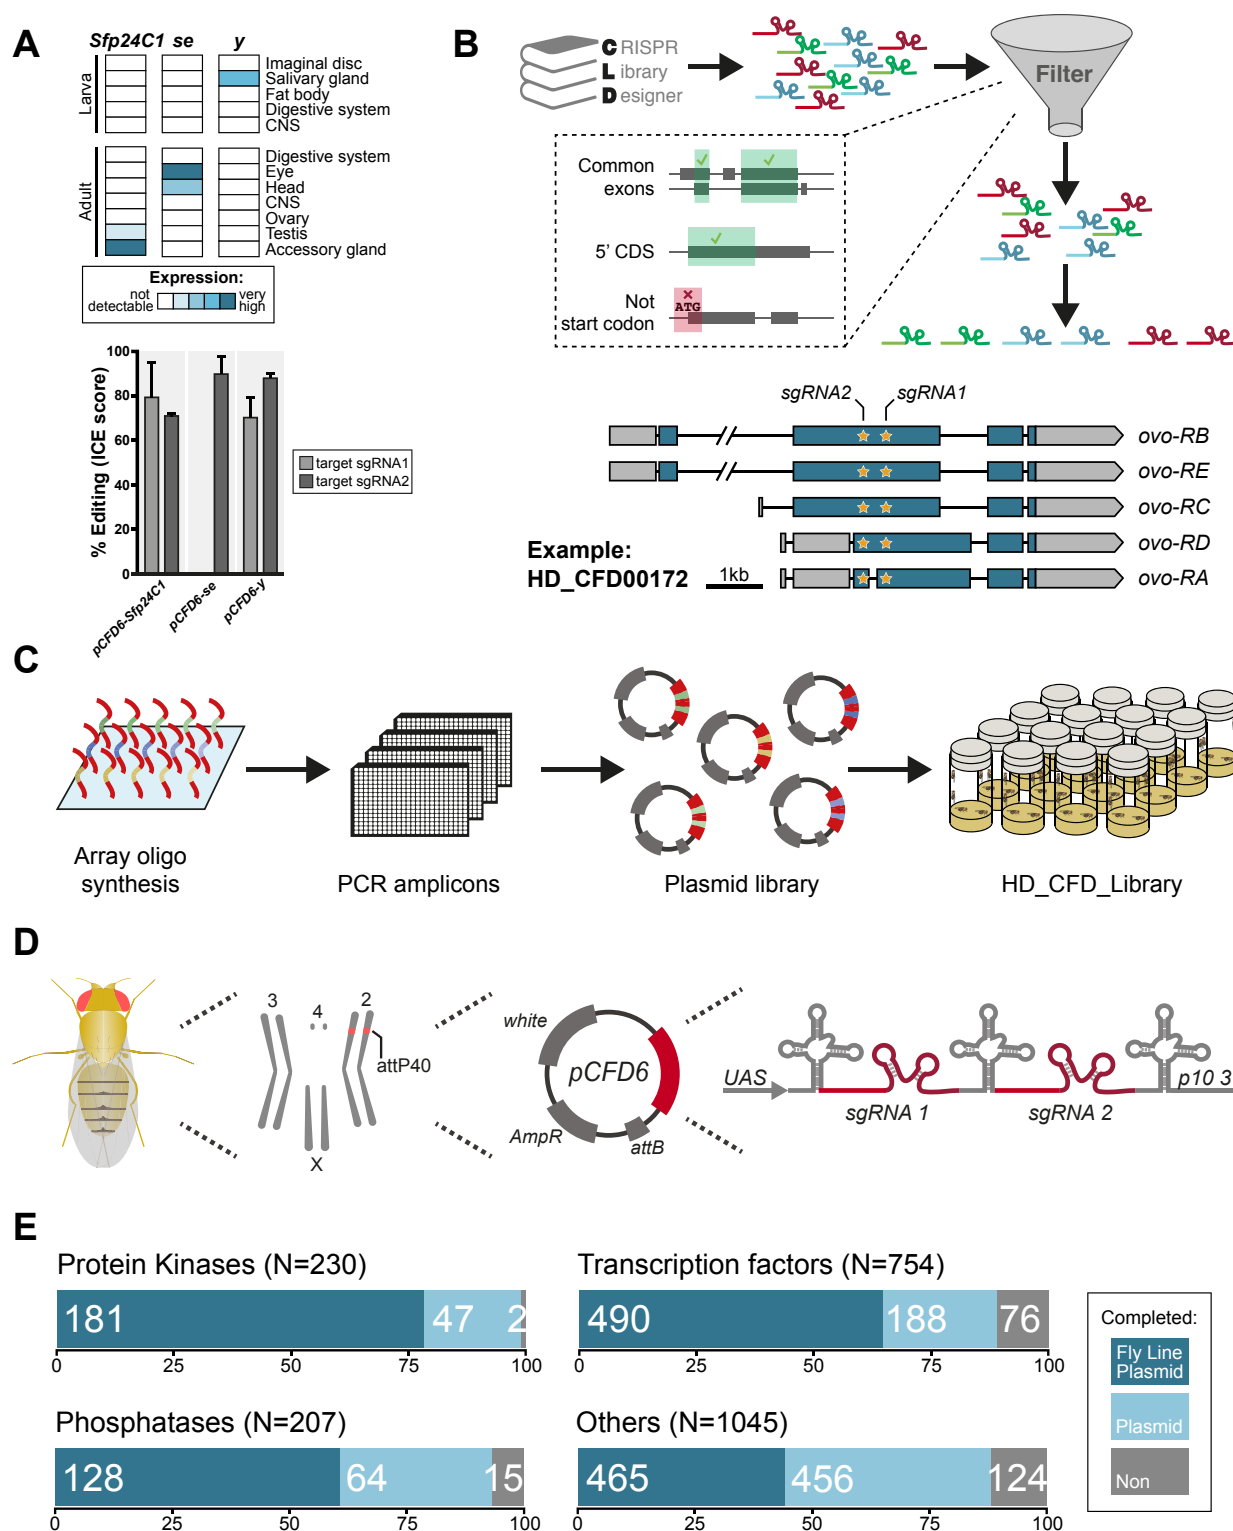 A
Sfp24C1 se y
Larva
Imaginal disc
Salivary gland
Fat body
Digestive system
CNS
Adult
Digestive system
Eye
Head
CNS
Ovary
Testis
Accessory gland
Expression:
not detectable
very high
% Editing (ICE score)
100
80
60
40
20
0
pCFD6-Sfp24C1
pCFD6-se
pCFD6-y
target sgRNA1
target sgRNA2
B
CRISPR
Library
Designer
Filter
Common
exons
5' CDS
Not
start codon
ATG
sgRNA2 sgRNA1
ovo-RB
ovo-RE
ovo-RC
ovo-RD
ovo-RA
Example:
HD_CFD00172
1kb
C
Array oligo
synthesis
PCR amplicons
Plasmid library
HD_CFD_Library
D
3
4
2
attP40
X
white
pCFD6
AmpR
attB
UAS
sgRNA 1
sgRNA 2
p10 3
E
Protein Kinases (N=230)
181 47 2
0 25 50 75 100
Transcription factors (N=754)
490 188 76
0 25 50 75 100
Phosphatases (N=207)
128 64 15
0 25 50 75 100
Others (N=1045)
465 456 124
0 25 50 75 100
Completed:
Fly Line
Plasmid
Plasmid
Non